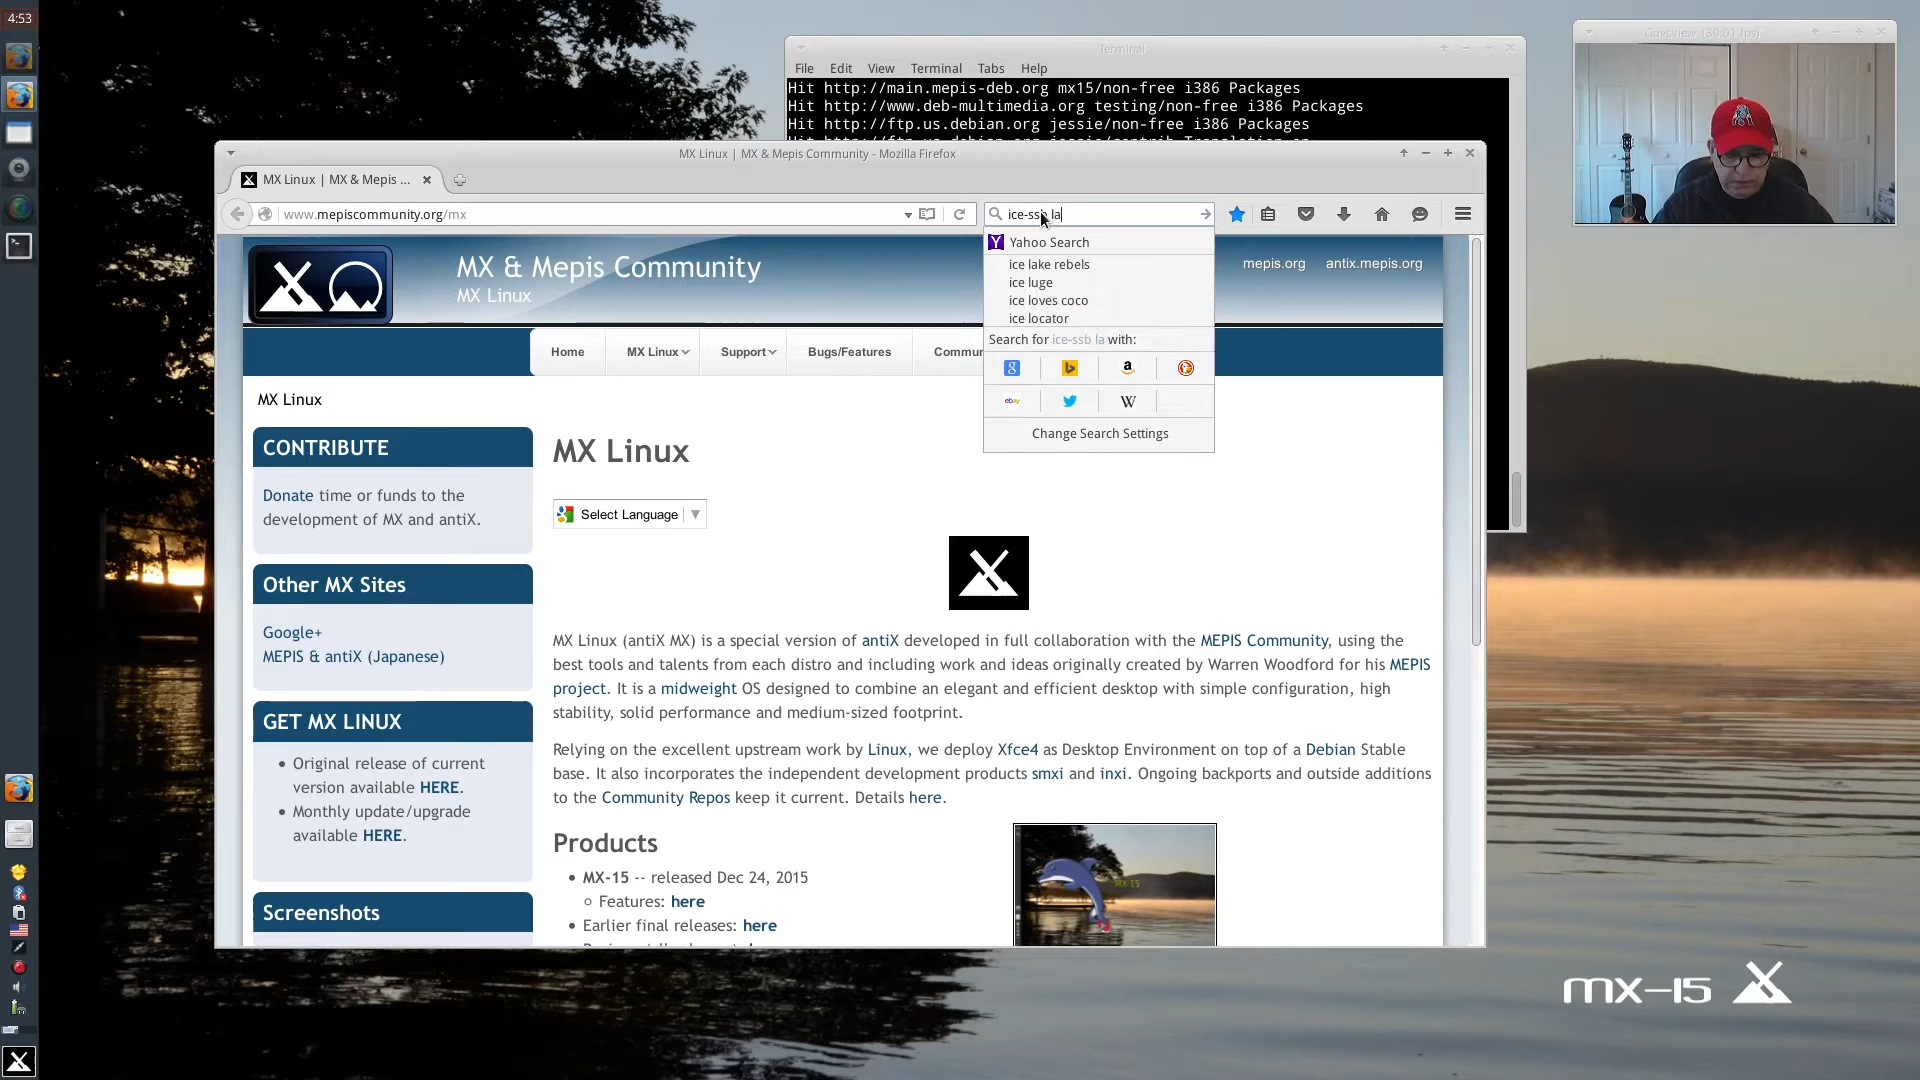 4:53
Terminal
Guvcview (30.01 fps)
File Edit View Terminal Tabs Help
Hit http://main.mepis-deb.org mx15/non-free i386 Packages
Hit http://www.deb-multimedia.org testing/non-free i386 Packages
Hit http://ftp.us.debian.org jessie/non-free i386 Packages
MX Linux | MX & Mepis Community - Mozilla Firefox
MX Linux | MX & Mepis ...
www.mepiscommunity.org/mx
ice-ssb la
Yahoo Search
ice lake rebels
ice luge
ice loves coco
ice locator
Search for ice-ssb la with:
ebay
W
Change Search Settings
MX & Mepis Community
MX Linux
mepis.org antix.mepis.org
Home MX Linux Support Bugs/Features
MX Linux
CONTRIBUTE
Donate time or funds to the
development of MX and antiX.
Other MX Sites
Google+
MEPIS & antiX (Japanese)
GET MX LINUX
Original release of current
version available HERE.
Monthly update/upgrade
available HERE.
Screenshots
MX Linux
Select Language
MX Linux (antiX MX) is a special version of antiX developed in full collaboration with the MEPIS Community, using the
best tools and talents from each distro and including work and ideas originally created by Warren Woodford for his MEPIS
project. It is a midweight OS designed to combine an elegant and efficient desktop with simple configuration, high
stability, solid performance and medium-sized footprint.
Relying on the excellent upstream work by Linux, we deploy Xfce4 as Desktop Environment on top of a Debian Stable
base. It also incorporates the independent development products smxi and inxi. Ongoing backports and outside additions
to the Community Repos keep it current. Details here.
Products
MX-15 -- released Dec 24, 2015
Features: here
Earlier final releases: here
MX-15
mx-15